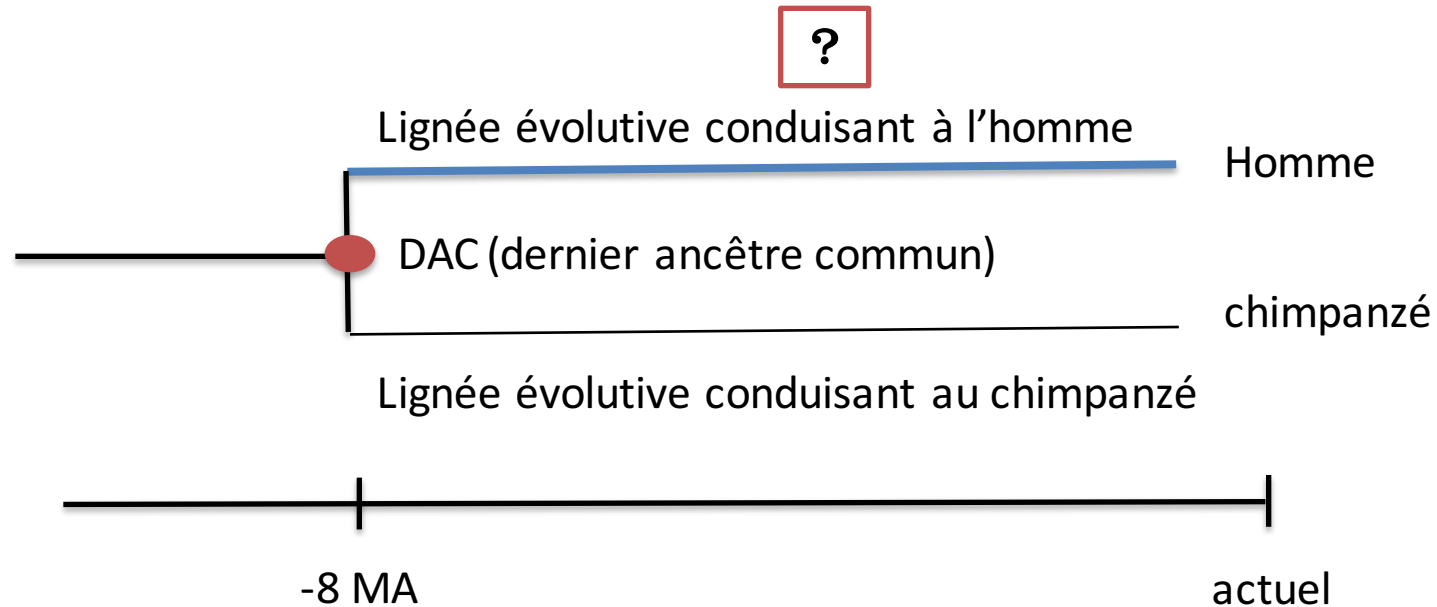 ?
Lignée évolutive conduisant à l’homme
Homme
DAC (dernier ancêtre commun)
chimpanzé
Lignée évolutive conduisant au chimpanzé
-8 MA
actuel